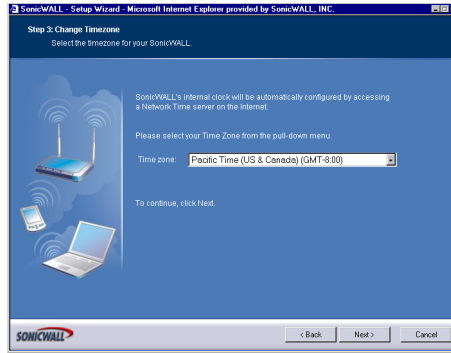 SonicWALL - Setup Wizard - Microsoft Internet Explorer provided by SonicWALL, INC.
Step 3: Change Timezone
Select the timezone for your SonicWALL.
SonicWALL's internal clock will be automatically configured by accessing
a Network Time server on the Internet.
Please select your Time Zone from the pull-down menu.
Time zone: Pacific Time (US & Canada) (GMT-8:00)
To continue, click Next.
SONICWALL
< Back Next > Cancel